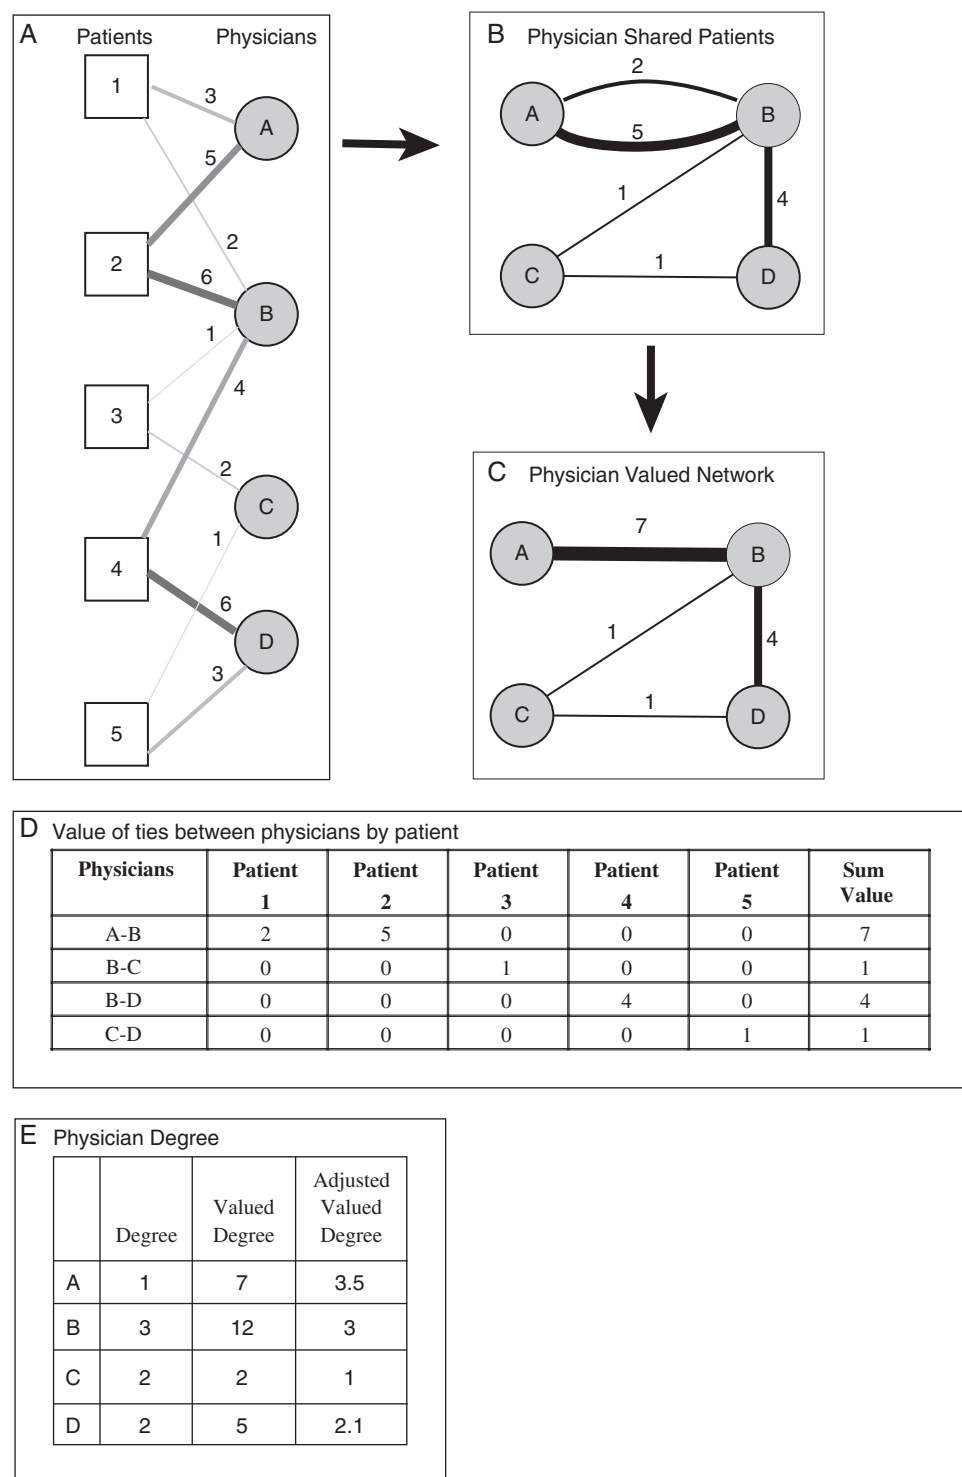 A Patients Physicians
1
3
A
5
2
2
6
B
1
4
3
2
C
1
4
6
D
3
5
B Physician Shared Patients
2
A B
5
1
4
C D
1
C Physician Valued Network
7
A B
1
4
C D
1
D Value of ties between physicians by patient
Physicians Patient 1 Patient 2 Patient 3 Patient 4 Patient 5 Sum Value
A-B 2 5 0 0 0 7
B-C 0 0 1 0 0 1
B-D 0 0 0 4 0 4
C-D 0 0 0 0 1 1
E Physician Degree
Degree Valued Degree Adjusted Valued Degree
A 1 7 3.5
B 3 12 3
C 2 2 1
D 2 5 2.1